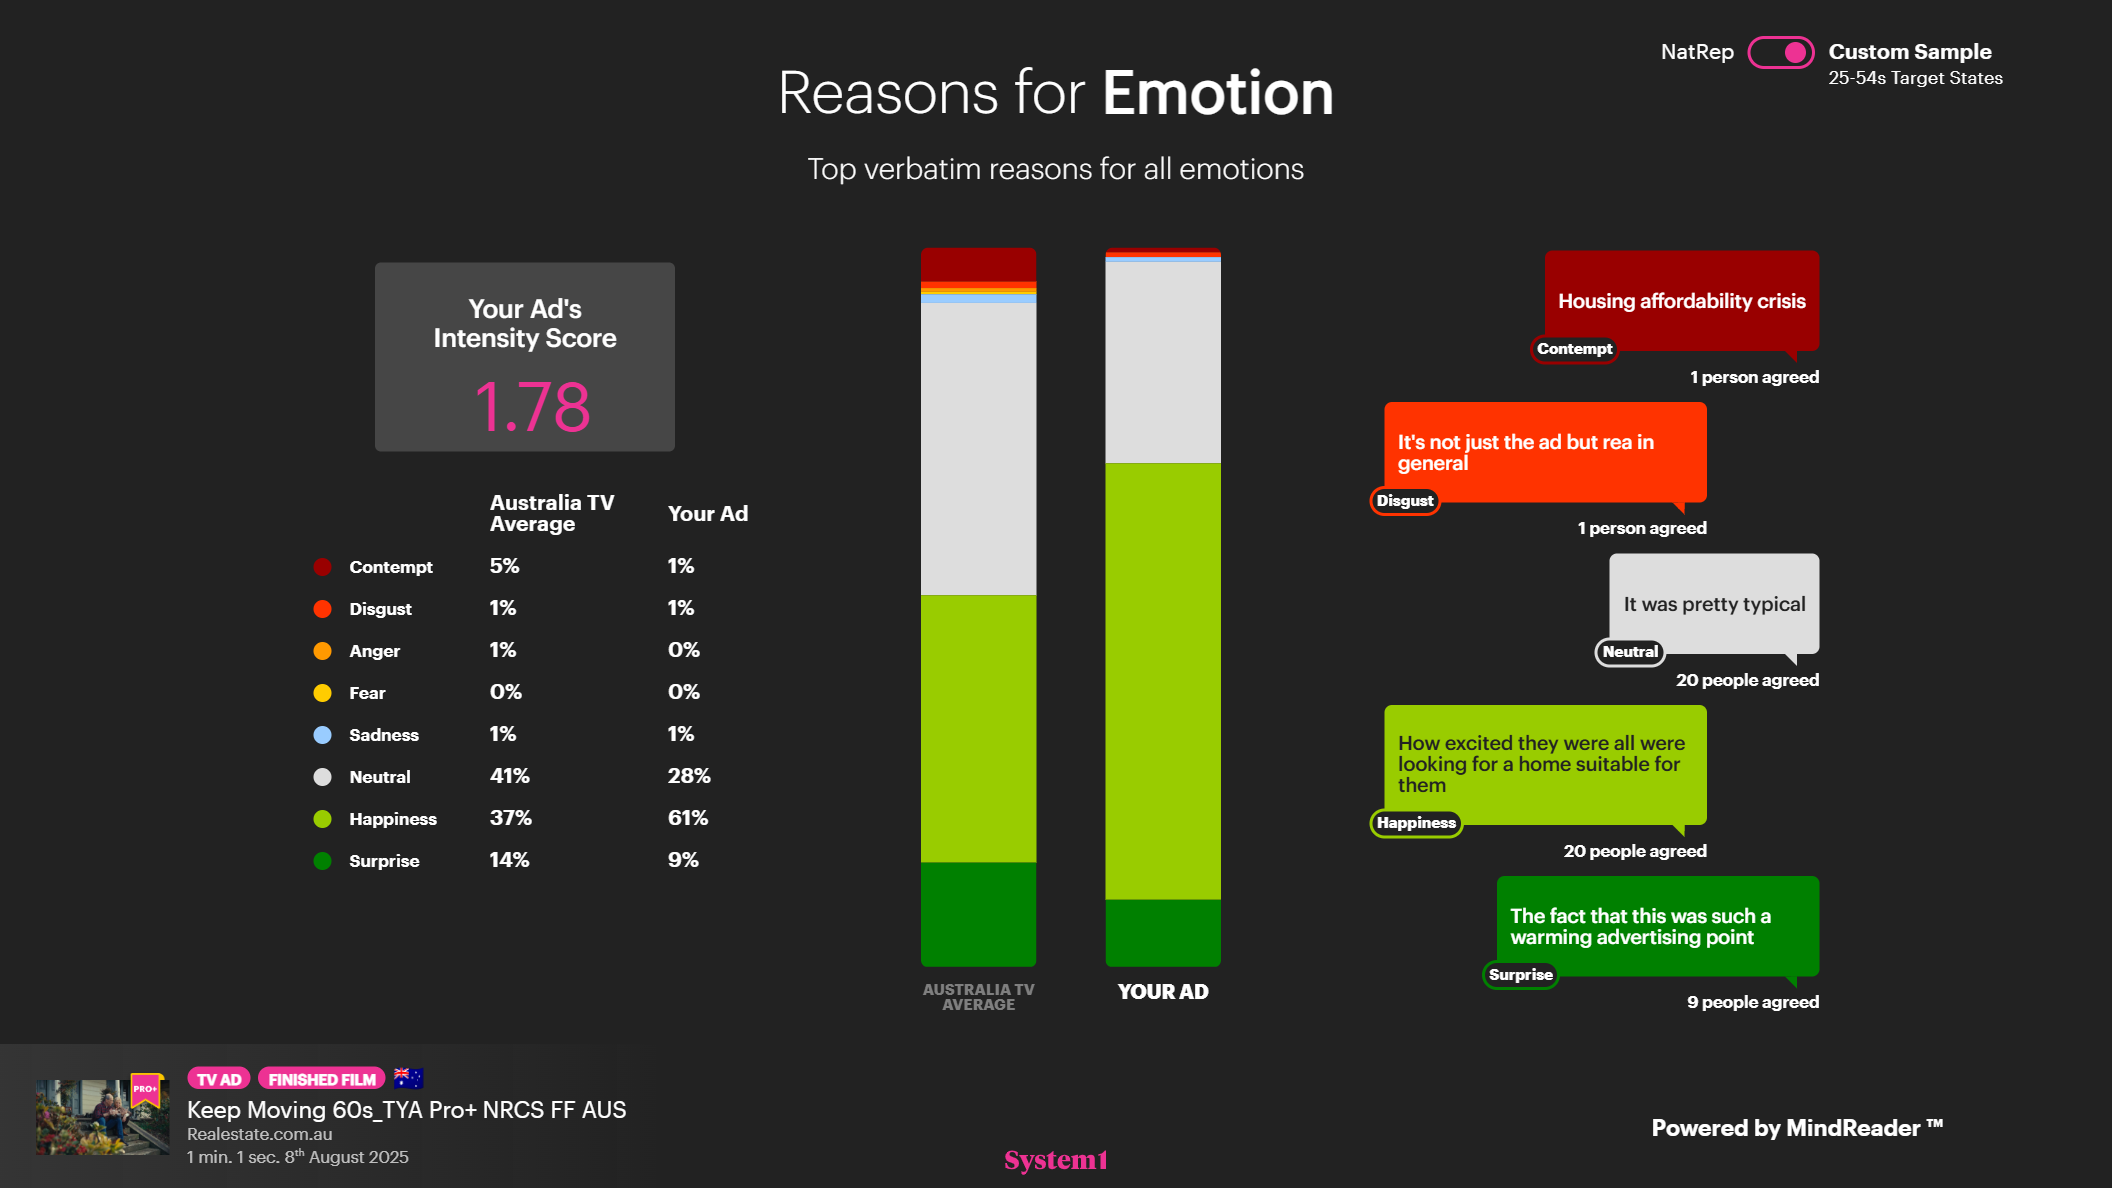 NatRep
Custom Sample
25-54s Target States
Reasons for Emotion
Top verbatim reasons for all emotions
Your Ad's
Intensity Score
1.78
Australia TV
Average
Your Ad
Contempt 5% 1%
Disgust 1% 1%
Anger 1% 0%
Fear 0% 0%
Sadness 1% 1%
Neutral 41% 28%
Happiness 37% 61%
Surprise 14% 9%
AUSTRALIA TV
AVERAGE
YOUR AD
Housing affordability crisis
Contempt
1 person agreed
It's not just the ad but rea in
general
Disgust
1 person agreed
It was pretty typical
Neutral
20 people agreed
How excited they were all were
looking for a home suitable for
them
Happiness
20 people agreed
The fact that this was such a
warming advertising point
Surprise
9 people agreed
PRO+
TV AD FINISHED FILM
Keep Moving 60s_TYA Pro+ NRCS FF AUS
Realestate.com.au
1 min. 1 sec. 8th August 2025
System1
Powered by MindReader ™